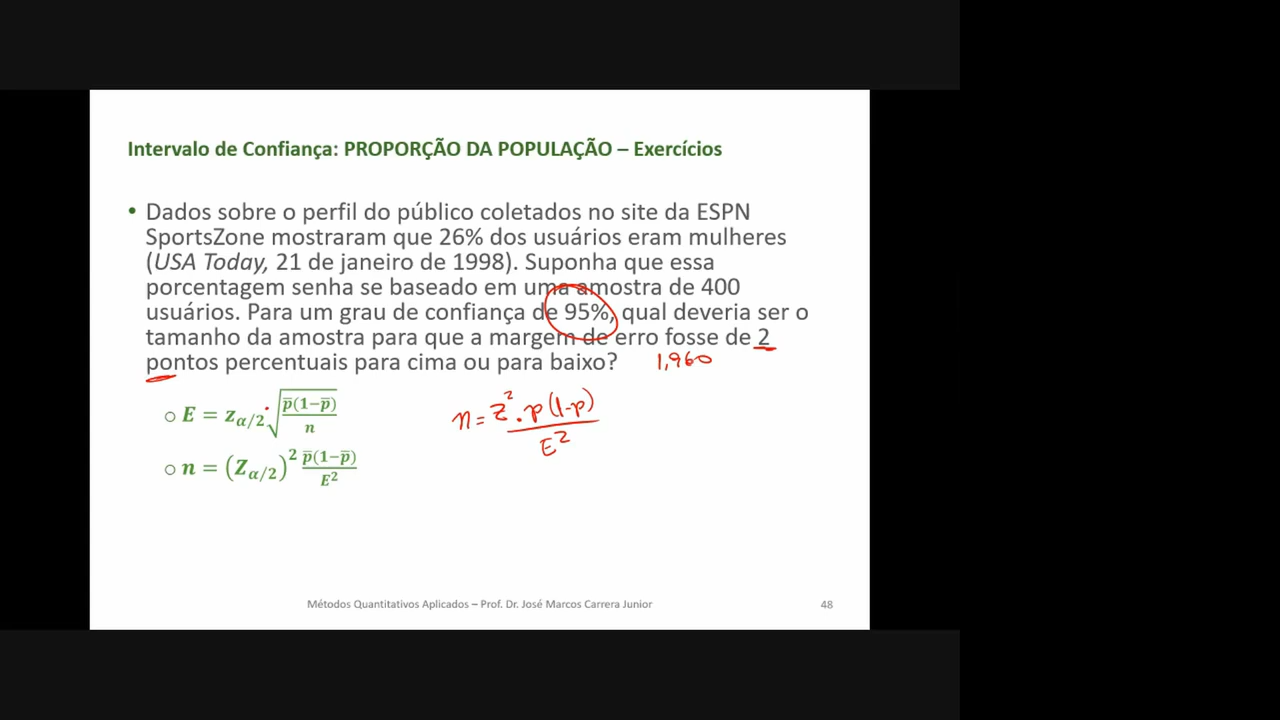 Intervalo de Confiança: PROPORÇÃO DA POPULAÇÃO – Exercícios
• Dados sobre o perfil do público coletados no site da ESPN
SportsZone mostraram que 26% dos usuários eram mulheres
(USA Today, 21 de janeiro de 1998). Suponha que essa
porcentagem senha se baseado em uma amostra de 400
usuários. Para um grau de confiança de 95%, qual deveria ser o
tamanho da amostra para que a margem de erro fosse de 2
pontos percentuais para cima ou para baixo?
1,960
○ E = z_{α/2} √(p̅(1−p̅)/n)
n = z² . p(1-p) / E²
○ n = (Z_{α/2})² p̅(1−p̅)/E²
Métodos Quantitativos Aplicados – Prof. Dr. José Marcos Carrera Junior
48